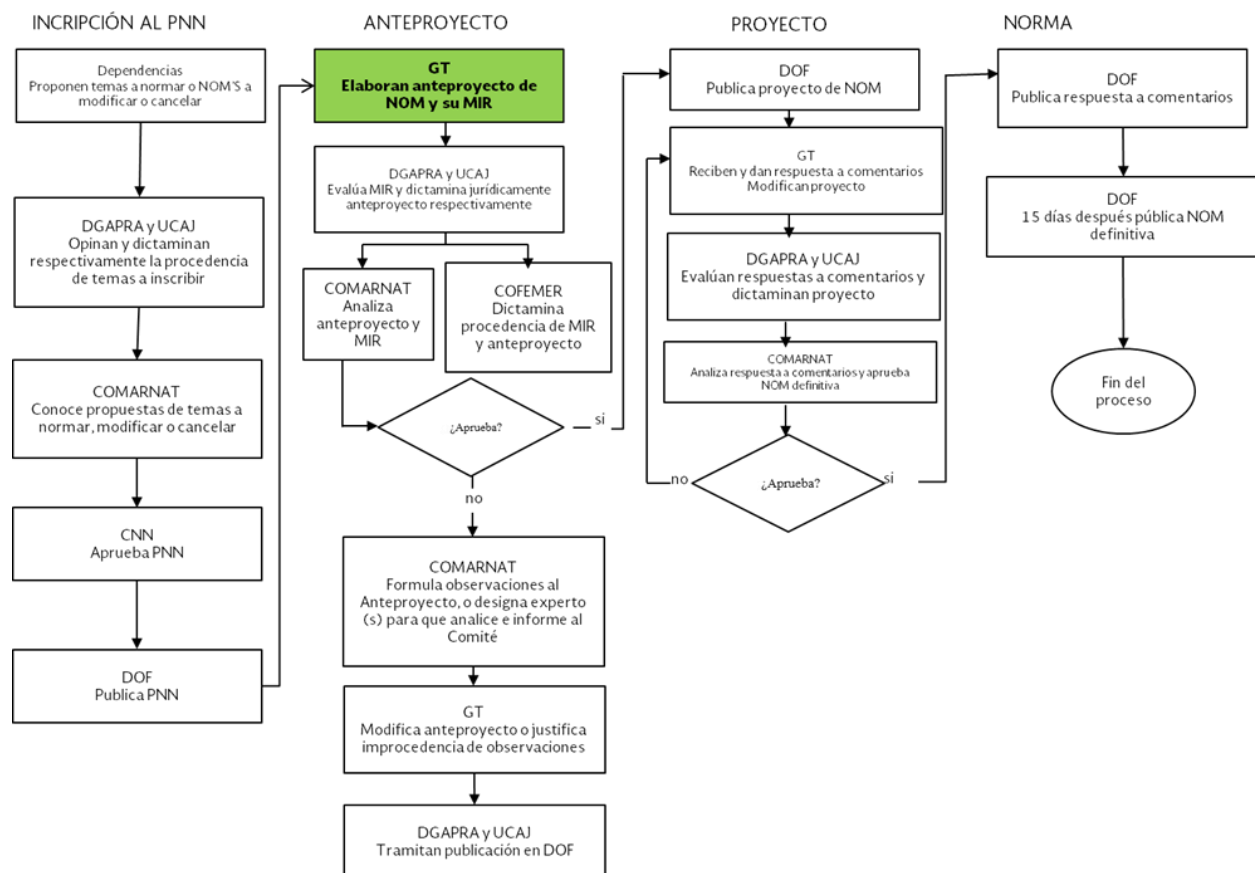 INCRIPCIÓN AL PNN
Dependencias
Proponen temas a normar o NOM'S a
modificar o cancelar
DGAPRA y UCAJ
Opinan y dictaminan
respectivamente la procedencia
de temas a inscribir
COMARNAT
Conoce propuestas de temas a
normar, modificar o cancelar
CNN
Aprueba PNN
DOF
Publica PNN
ANTEPROYECTO
GT
Elaboran anteproyecto de
NOM y su MIR
DGAPRA y UCAJ
Evalúa MIR y dictamina jurídicamente
anteproyecto respectivamente
COMARNAT
Analiza
anteproyecto y
MIR
COFEMER
Dictamina
procedencia de MIR
y anteproyecto
¿Aprueba?
si
no
COMARNAT
Formula observaciones al
Anteproyecto, o designa experto
(s) para que analice e informe al
Comité
GT
Modifica anteproyecto o justifica
improcedencia de observaciones
DGAPRA y UCAJ
Tramitan publicación en DOF
PROYECTO
DOF
Publica proyecto de NOM
GT
Reciben y dan respuesta a comentarios
Modifican proyecto
DGAPRA y UCAJ
Evalúan respuestas a comentarios y
dictaminan proyecto
COMARNAT
Analiza respuesta a comentarios y aprueba
NOM definitiva
no
¿Aprueba?
si
NORMA
DOF
Publica respuesta a comentarios
DOF
15 días después pública NOM
definitiva
Fin del
proceso